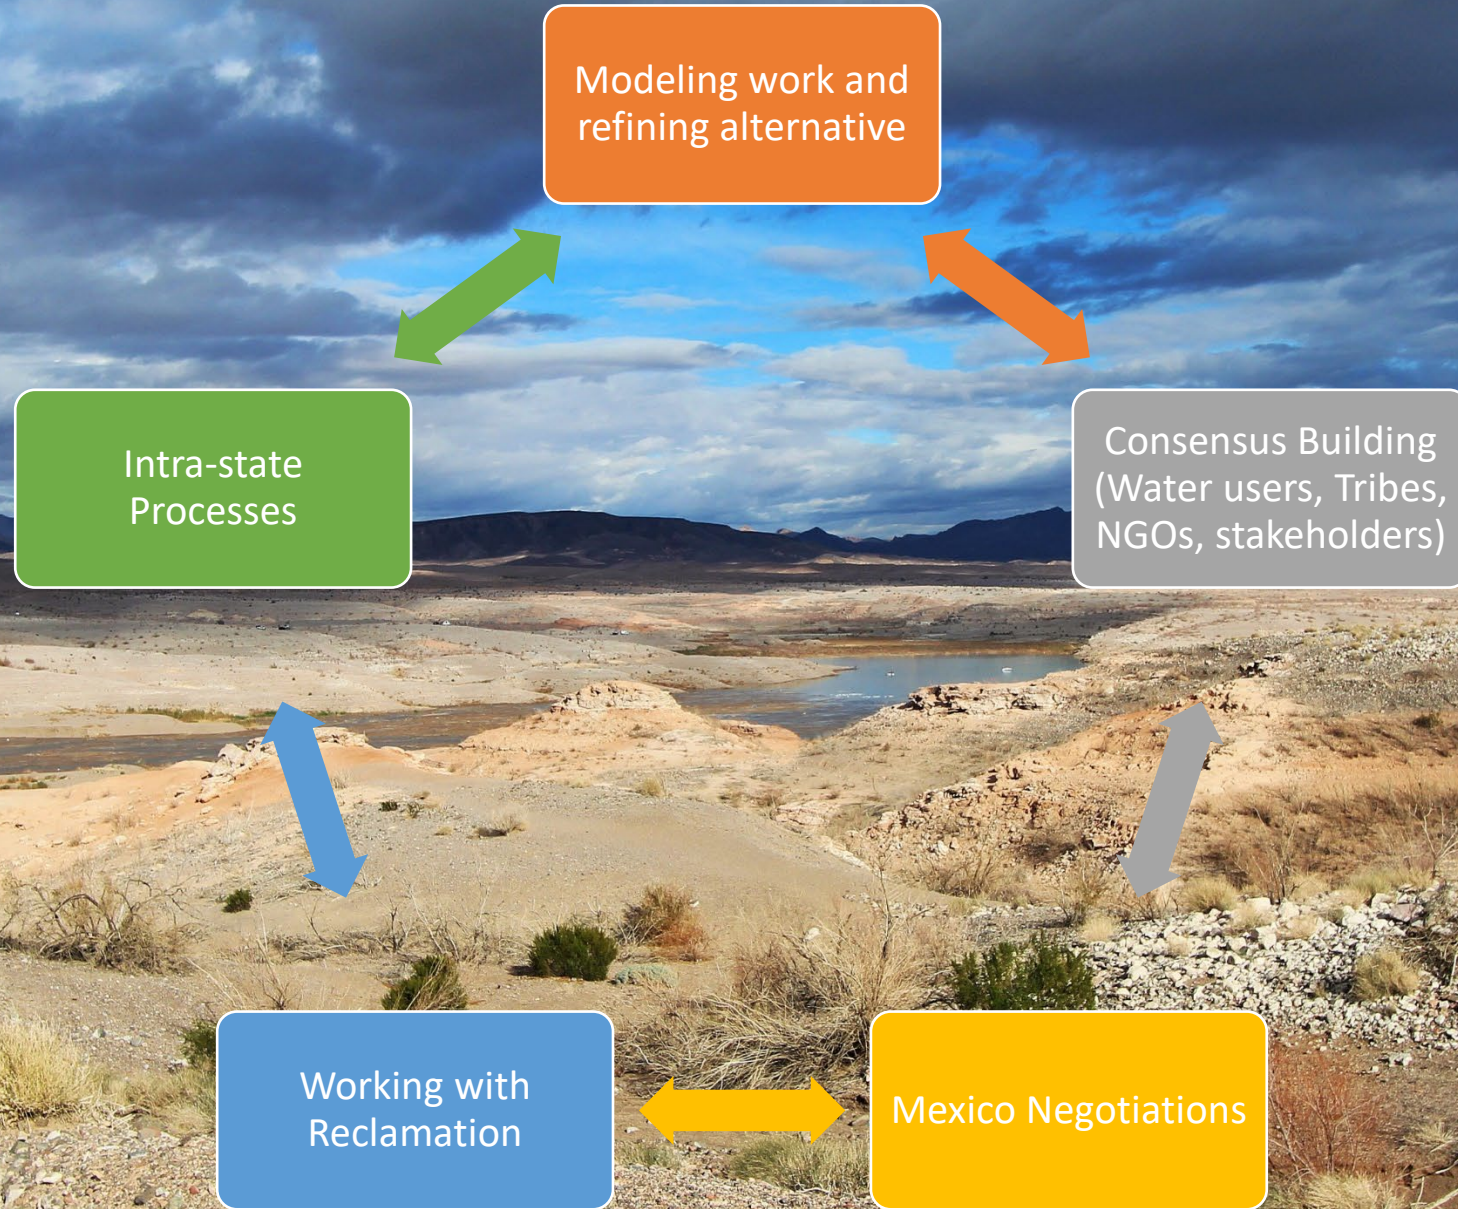 Modeling work and
refining alternative
Intra-state
Processes
Consensus Building
(Water users, Tribes,
NGOs, stakeholders)
Working with
Reclamation
Mexico Negotiations